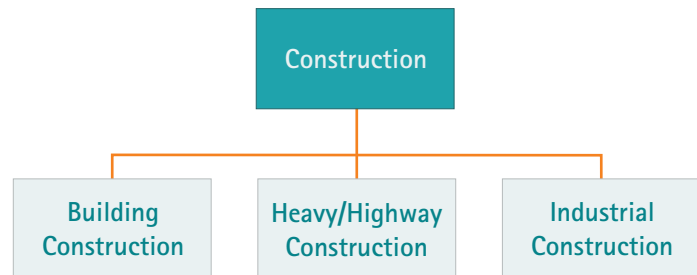 Construction
Building
Construction
Heavy/Highway
Construction
Industrial
Construction